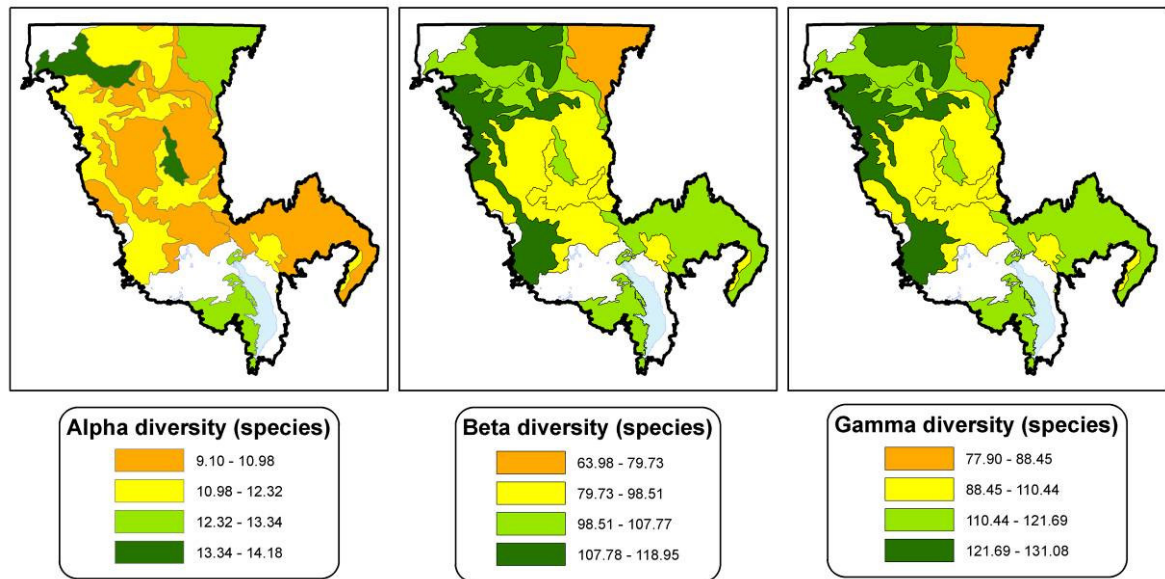 Alpha diversity (species)
9.10 - 10.98
10.98 - 12.32
12.32 - 13.34
13.34 - 14.18
Beta diversity (species)
63.98 - 79.73
79.73 - 98.51
98.51 - 107.77
107.78 - 118.95
Gamma diversity (species)
77.90 - 88.45
88.45 - 110.44
110.44 - 121.69
121.69 - 131.08